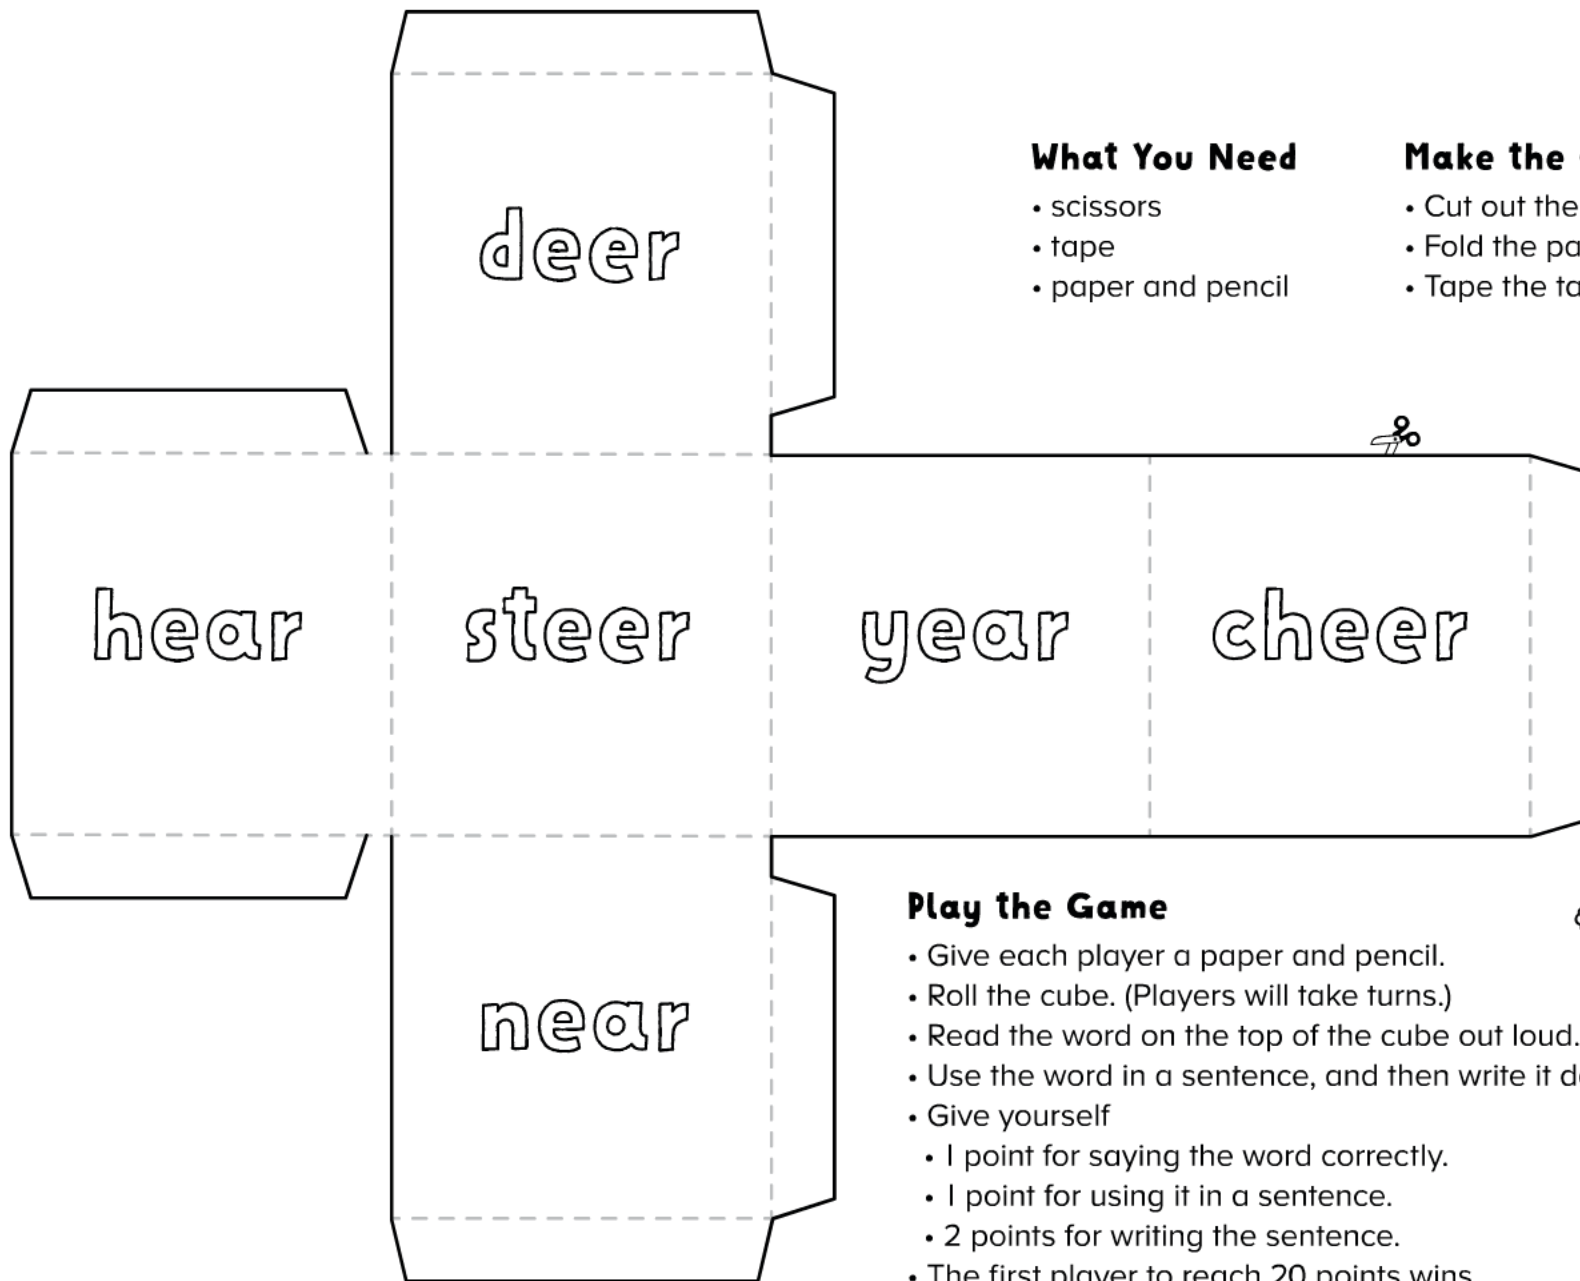 deer
What You Need
• scissors
• tape
• paper and pencil
Make the
• Cut out the
• Fold the pa
• Tape the ta
hear
steer
year
cheer
near
Play the Game
• Give each player a paper and pencil.
• Roll the cube. (Players will take turns.)
• Read the word on the top of the cube out loud.
• Use the word in a sentence, and then write it d
• Give yourself
• 1 point for saying the word correctly.
• 1 point for using it in a sentence.
• 2 points for writing the sentence.
• The first player to reach 20 points wins